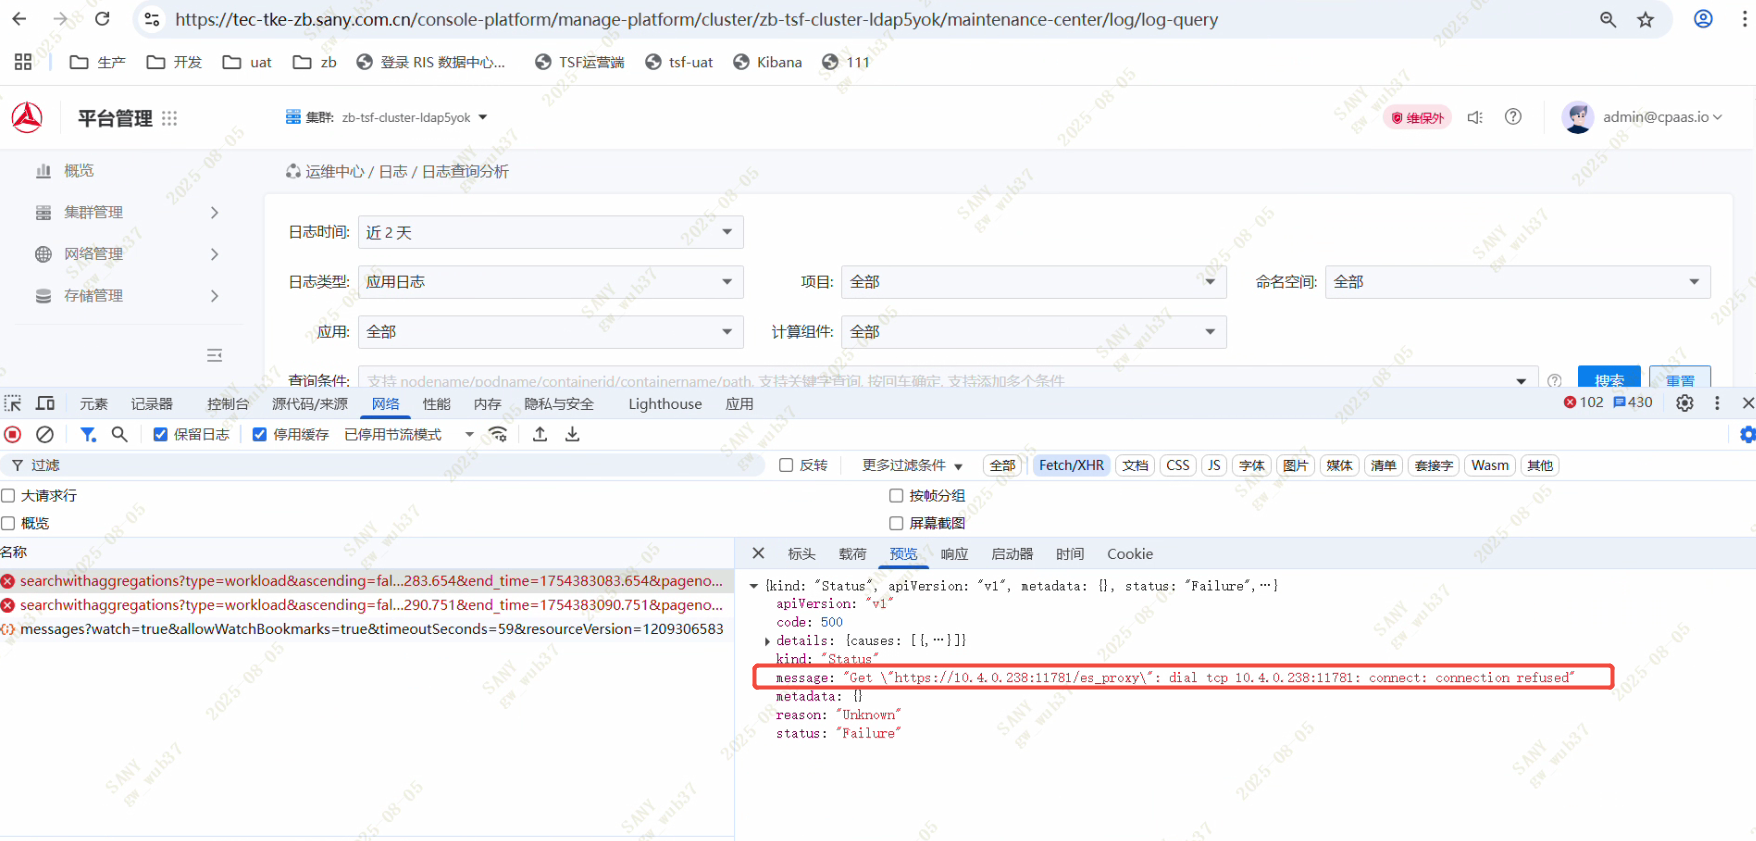 https://tec-tke-zb.sany.com.cn/console-platform/manage-platform/cluster/zb-tsf-cluster-ldap5yok/maintenance-center/log/log-query
生产 开发 uat zb 登录 RIS 数据中心... TSF运营端 tsf-uat Kibana 111
平台管理 集群: zb-tsf-cluster-ldap5yok 维保外 admin@cpaas.io
概览 运维中心 / 日志 / 日志查询分析
集群管理
日志时间: 近 2 天
网络管理
日志类型: 应用日志 项目: 全部 命名空间: 全部
存储管理
应用: 全部 计算组件: 全部
查询条件: 支持 nodename/podname/containerid/containername/path, 支持关键字查询, 按回车确定, 支持添加多个条件 搜索 重置
元素 记录器 控制台 源代码/来源 网络 性能 内存 隐私与安全 Lighthouse 应用 102 430
保留日志 停用缓存 已停用节流模式
过滤 反转 更多过滤条件 全部 Fetch/XHR 文档 CSS JS 字体 图片 媒体 清单 套接字 Wasm 其他
大请求行 按帧分组
概览 屏幕截图
名称 标头 载荷 预览 响应 启动器 时间 Cookie
searchwithaggregations?type=workload&ascending=fal...283.654&end_time=1754383083.654&pageno...
searchwithaggregations?type=workload&ascending=fal...290.751&end_time=1754383090.751&pageno...
messages?watch=true&allowWatchBookmarks=true&timeoutSeconds=59&resourceVersion=1209306583
{kind: "Status", apiVersion: "v1", metadata: {}, status: "Failure",…}
apiVersion: "v1"
code: 500
details: {causes: [{,…}]}
kind: "Status"
message: "Get \"https://10.4.0.238:11781/es_proxy\": dial tcp 10.4.0.238:11781: connect: connection refused"
metadata: {}
reason: "Unknown"
status: "Failure"
SANY gw_wub37 2025-08-05